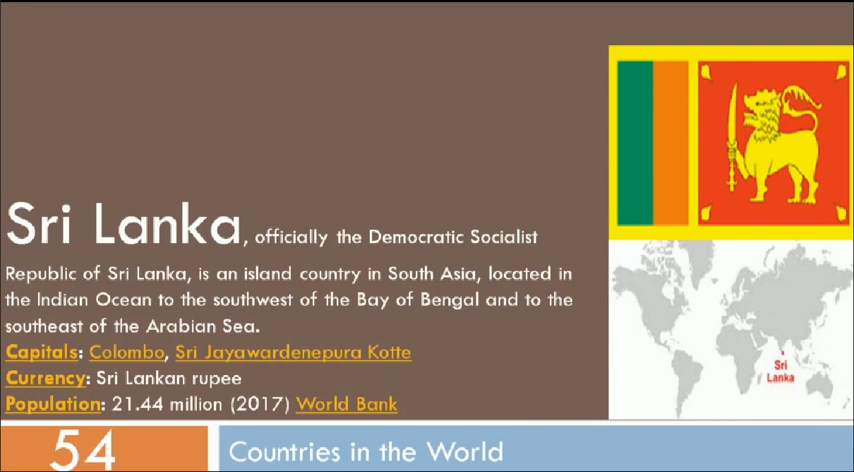 Sri Lanka, officially the Democratic Socialist
Republic of Sri Lanka, is an island country in South Asia, located in
the Indian Ocean to the southwest of the Bay of Bengal and to the
southeast of the Arabian Sea.
Capitals: Colombo, Sri Jayawardenepura Kotte
Currency: Sri Lankan rupee
Population: 21.44 million (2017) World Bank
Sri
Lanka
54
Countries in the World